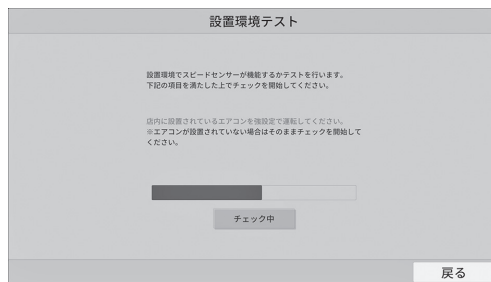 設置環境テスト
設置環境でスピードセンサーが機能するかテストを行います。
下記の項目を満たした上でチェックを開始してください。
店内に設置されているエアコンを強設定で運転してください。
※エアコンが設置されていない場合はそのままチェックを開始して
ください。
チェック中
戻る